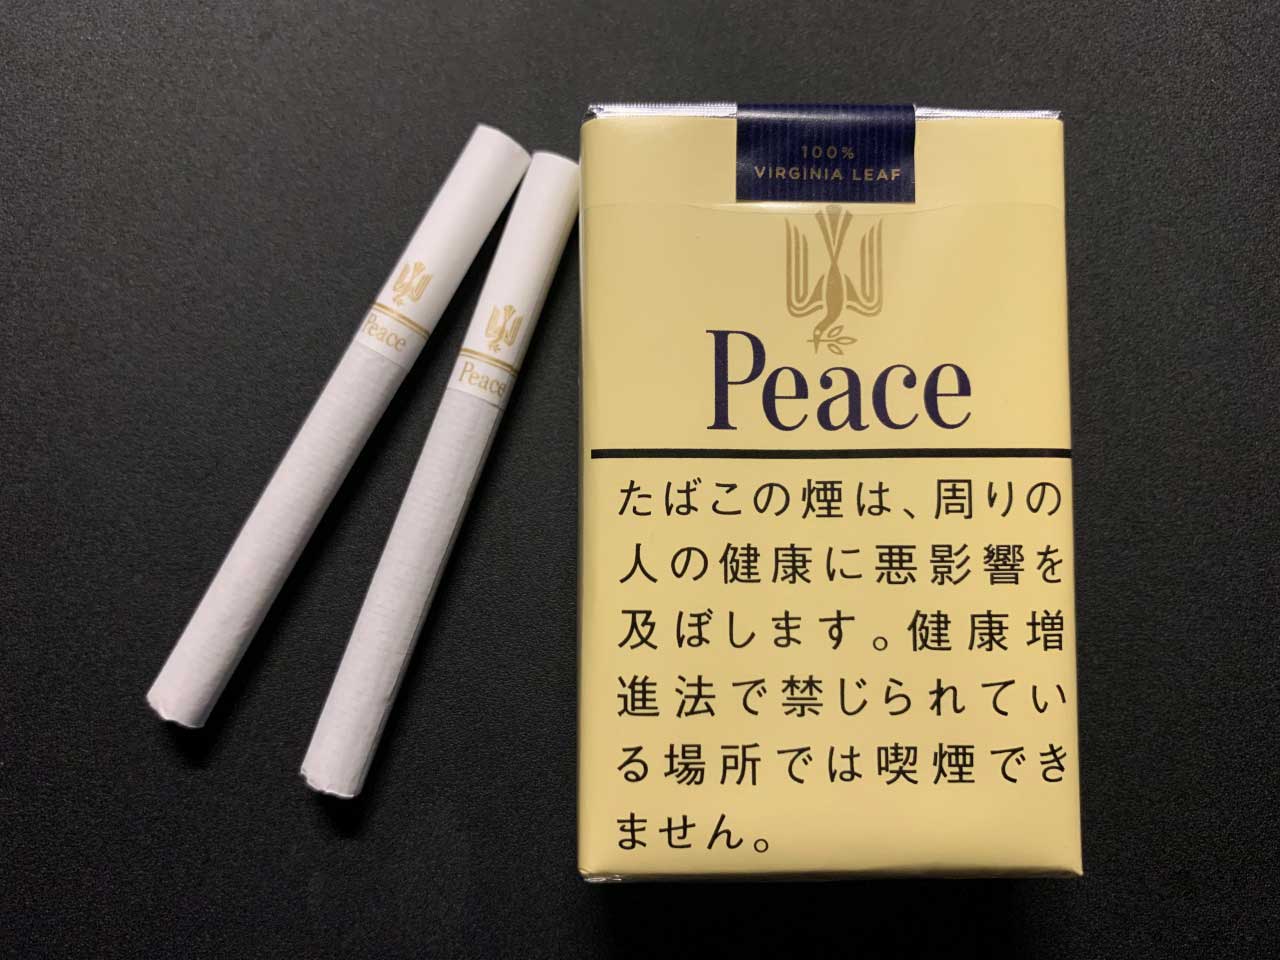 100%
VIRGINIA LEAF
Peace
たばこの煙は、周りの
人の健康に悪影響を
及ぼします。健康増
進法で禁じられてい
る場所では喫煙でき
ません。
Peace
Peace